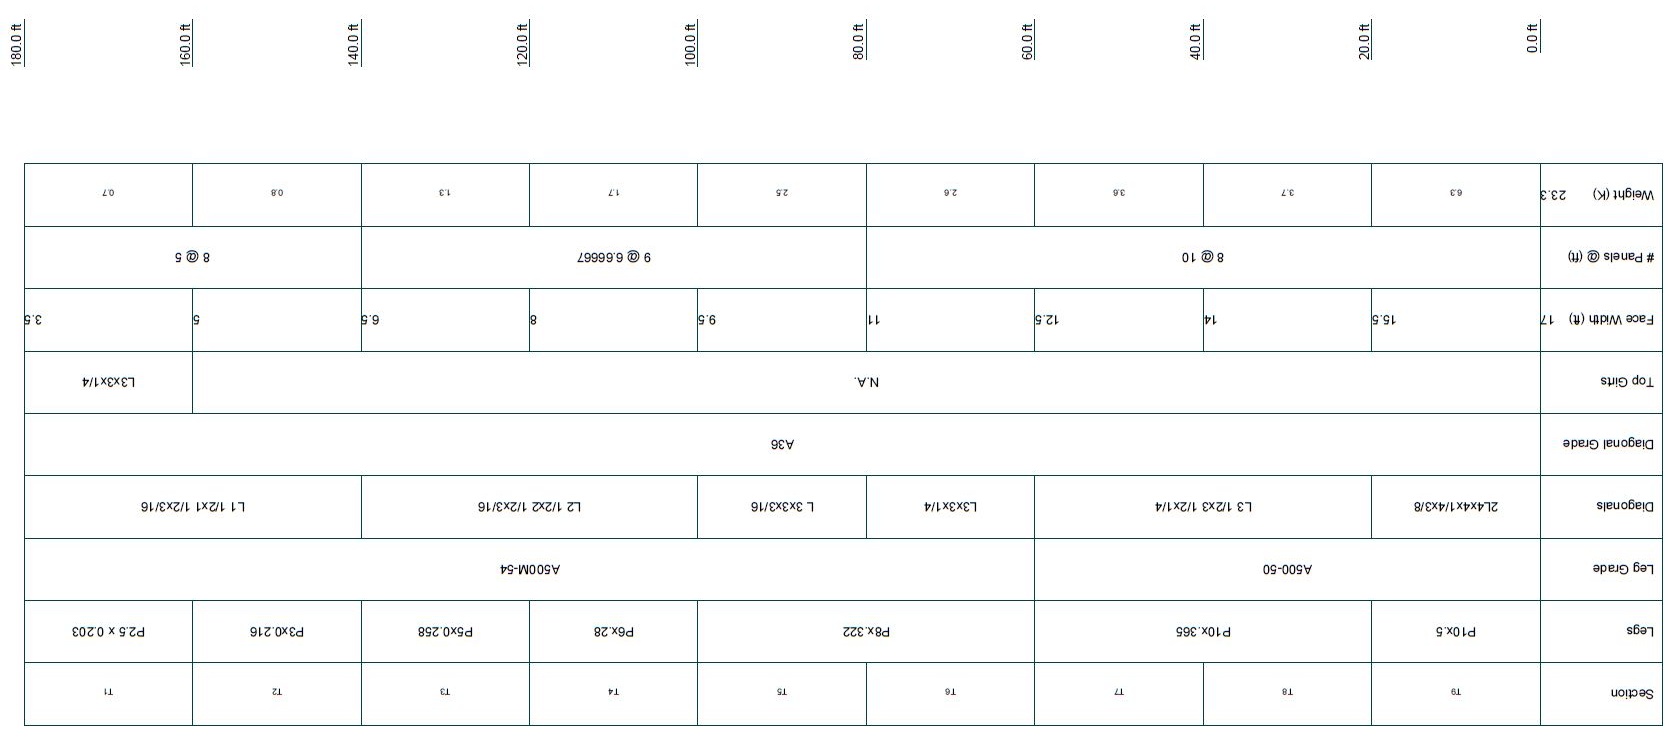 Section T1 T2 T3 T4 T5 T6 T7 T8 T9
Legs P2.5 x 0.203 P3x0.216 P5x0.258 P6x.28 P8x.322 P10x.365 P10x.5
Leg Grade A500M-54 A500-50
Diagonals L1 1/2x1 1/2x3/16 L2 1/2x2 1/2x3/16 L 3x3x3/16 L3x3x1/4 L3 1/2x3 1/2x1/4 2L4x4x1/4x3/8
Diagonal Grade A36
Top Girts L3x3x1/4 N.A.
Face Width (ft) 3.5 5 6.5 8 9.5 11 12.5 14 15.5 17
# Panels @ (ft) 8 @ 5 9 @ 6.66667 8 @ 10
Weight (K) 23.3 0.7 0.8 1.3 1.7 2.5 2.6 3.6 3.7 6.3
180.0 ft
160.0 ft
140.0 ft
120.0 ft
100.0 ft
80.0 ft
60.0 ft
40.0 ft
20.0 ft
0.0 ft